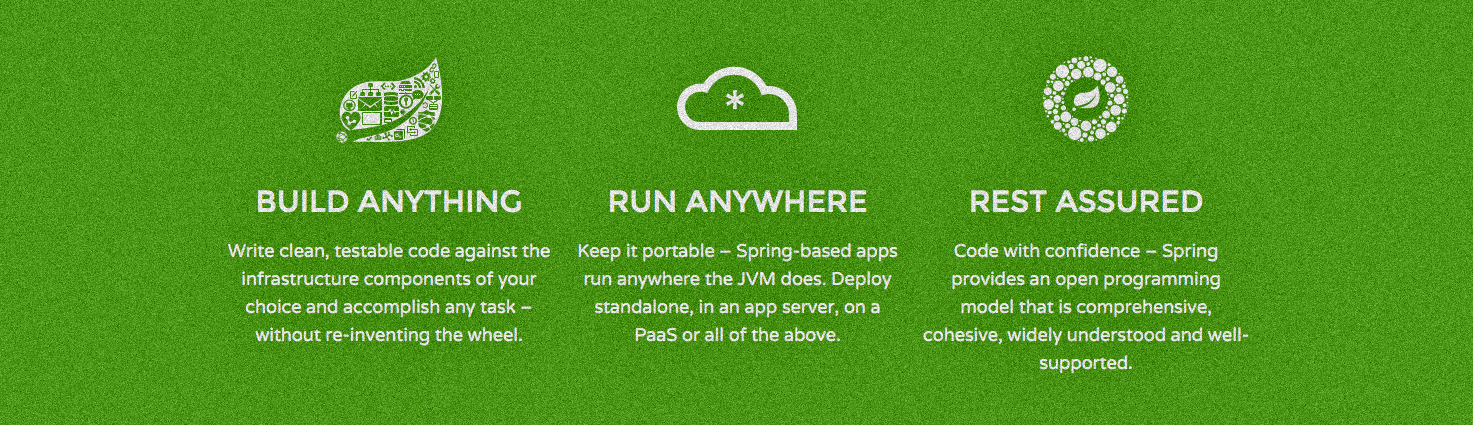 BUILD ANYTHING
Write clean, testable code against the
infrastructure components of your
choice and accomplish any task –
without re-inventing the wheel.
RUN ANYWHERE
Keep it portable – Spring-based apps
run anywhere the JVM does. Deploy
standalone, in an app server, on a
PaaS or all of the above.
REST ASSURED
Code with confidence – Spring
provides an open programming
model that is comprehensive,
cohesive, widely understood and well-
supported.